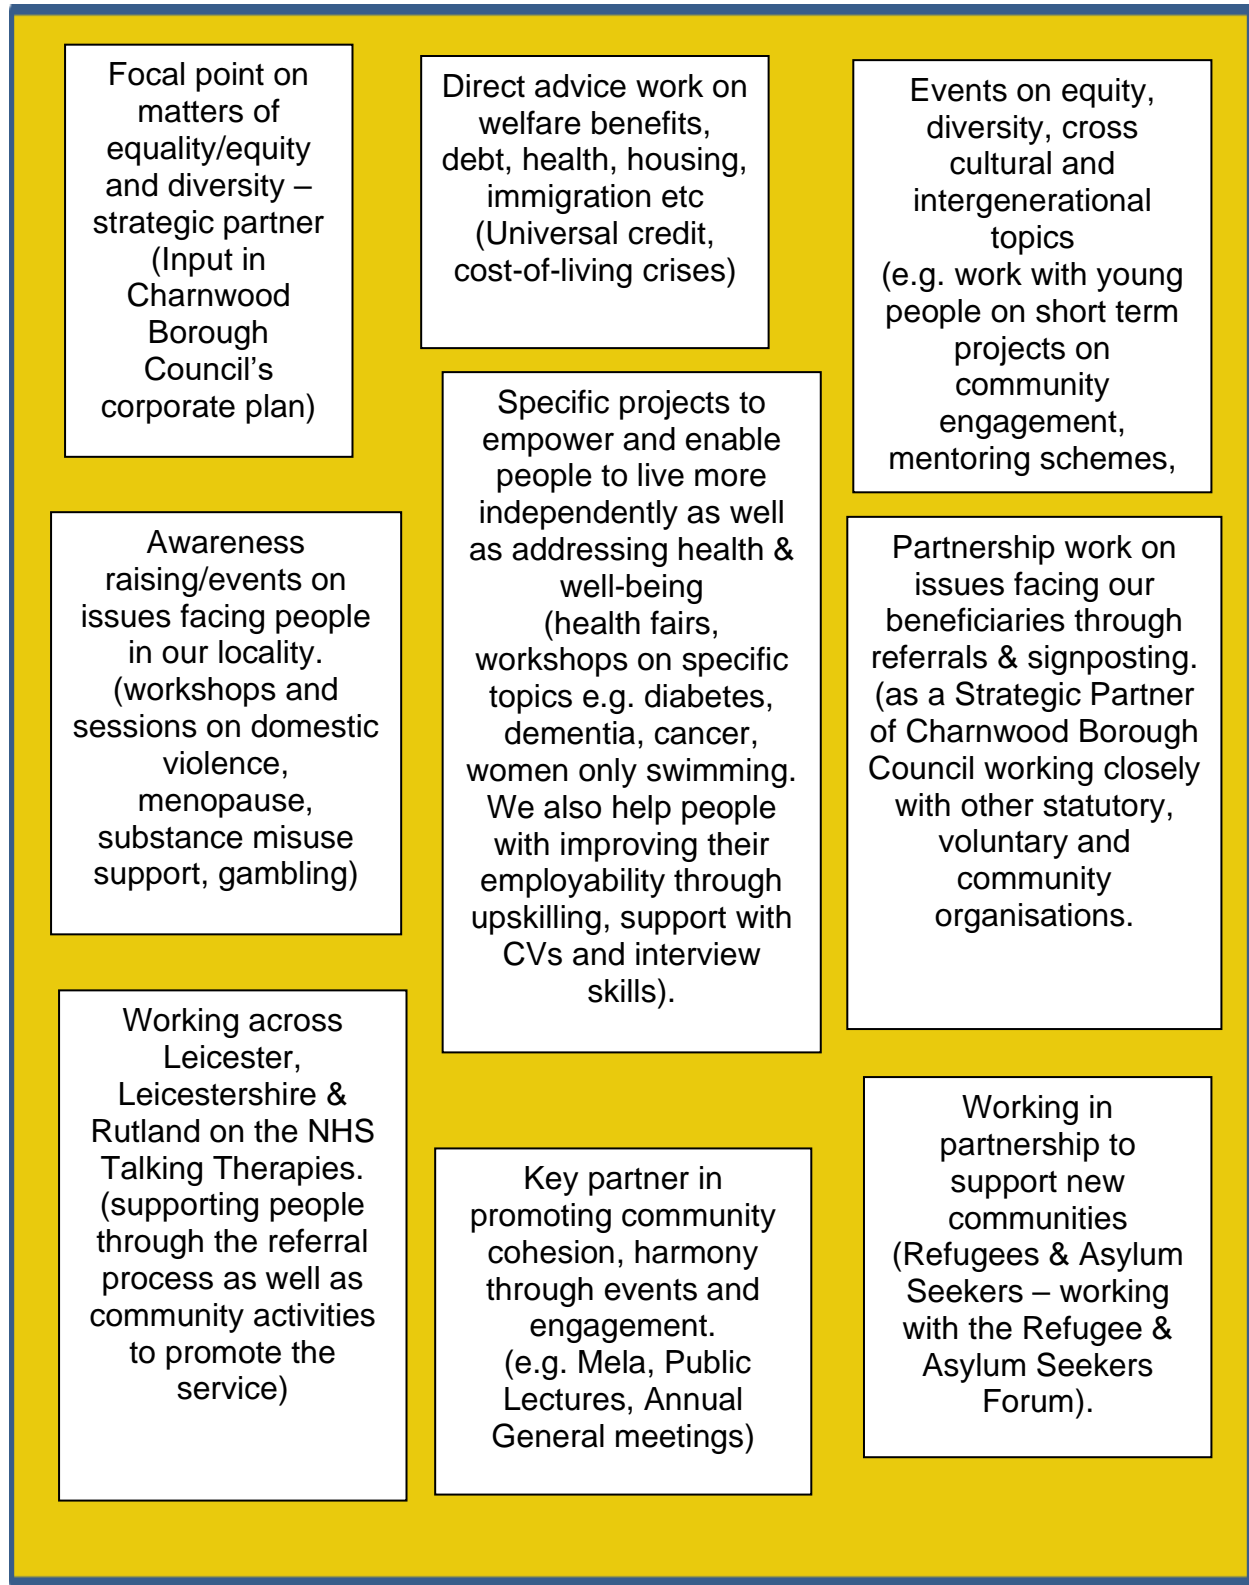 Focal point on
matters of
equality/equity
and diversity –
strategic partner
(Input in
Charnwood
Borough
Council’s
corporate plan)
Direct advice work on
welfare benefits,
debt, health, housing,
immigration etc
(Universal credit,
cost-of-living crises)
Events on equity,
diversity, cross
cultural and
intergenerational
topics
(e.g. work with young
people on short term
projects on
community
engagement,
mentoring schemes,
Awareness
raising/events on
issues facing people
in our locality.
(workshops and
sessions on domestic
violence,
menopause,
substance misuse
support, gambling)
Specific projects to
empower and enable
people to live more
independently as well
as addressing health &
well-being
(health fairs,
workshops on specific
topics e.g. diabetes,
dementia, cancer,
women only swimming.
We also help people
with improving their
employability through
upskilling, support with
CVs and interview
skills).
Partnership work on
issues facing our
beneficiaries through
referrals & signposting.
(as a Strategic Partner
of Charnwood Borough
Council working closely
with other statutory,
voluntary and
community
organisations.
Working across
Leicester,
Leicestershire &
Rutland on the NHS
Talking Therapies.
(supporting people
through the referral
process as well as
community activities
to promote the
service)
Key partner in
promoting community
cohesion, harmony
through events and
engagement.
(e.g. Mela, Public
Lectures, Annual
General meetings)
Working in
partnership to
support new
communities
(Refugees & Asylum
Seekers – working
with the Refugee &
Asylum Seekers
Forum).